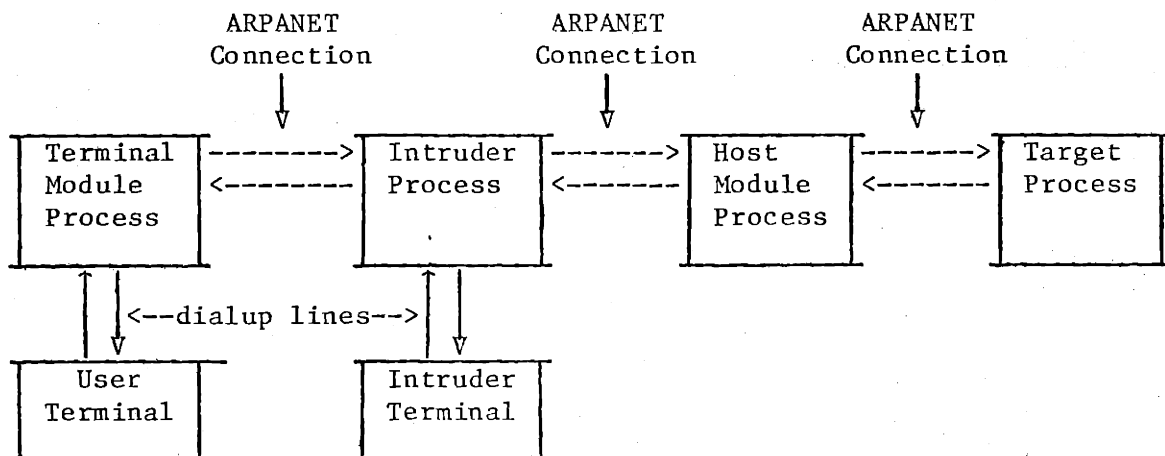 ARPANET ARPANET ARPANET
Connection Connection Connection
Terminal -------> Intruder -------> Host -------> Target
Module <------- Process <------- Module <------- Process
Process Process
<--dialup lines-->
User Intruder
Terminal Terminal